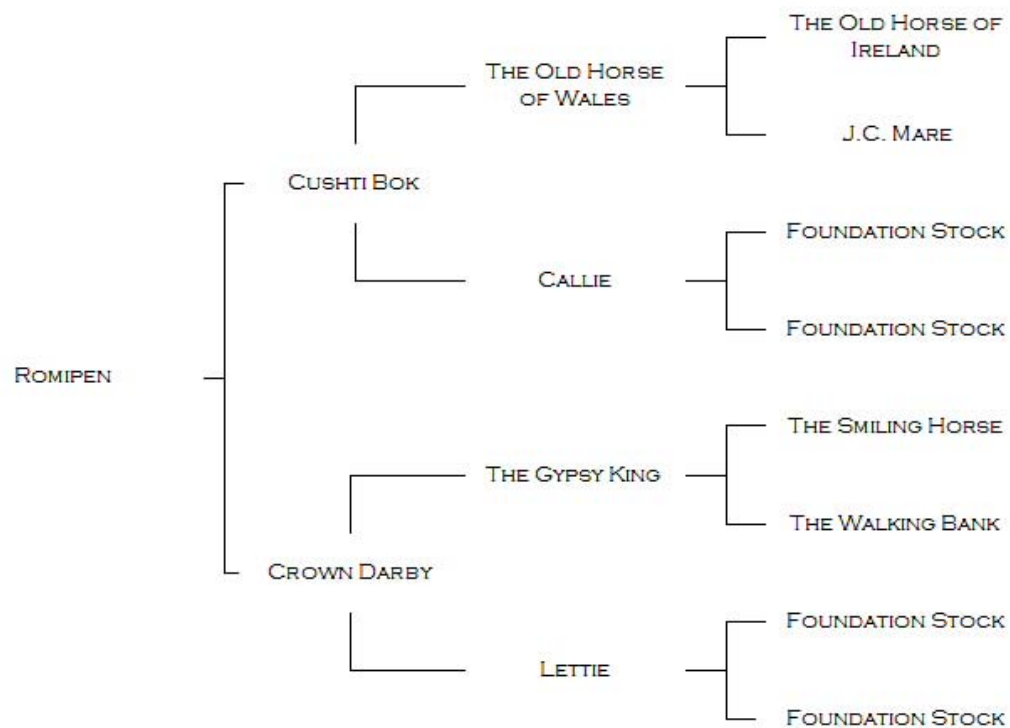 The Old Horse of
Ireland
The Old Horse
of Wales
J.C. Mare
Cushti Bok
Foundation Stock
Callie
Foundation Stock
Romipen
The Smiling Horse
The Gypsy King
The Walking Bank
Crown Darby
Foundation Stock
Lettie
Foundation Stock